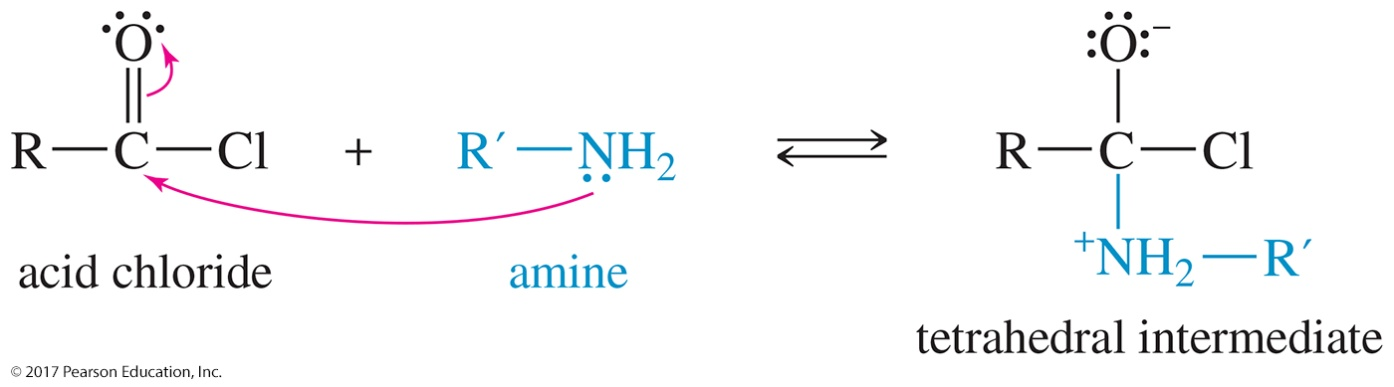 O O:⁻
R—C—Cl + R′—NH₂ ⇌ R—C—Cl
⁺NH₂—R′
acid chloride amine
tetrahedral intermediate
© 2017 Pearson Education, Inc.